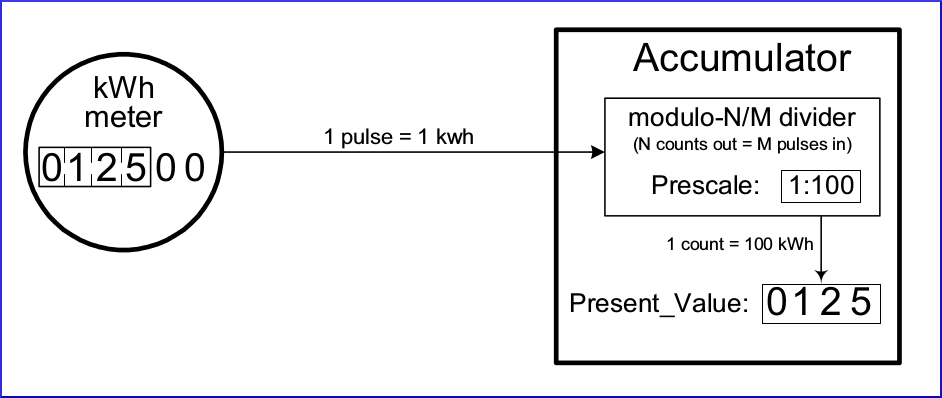 kWh
meter
012500
1 pulse = 1 kwh
Accumulator
modulo-N/M divider
(N counts out = M pulses in)
Prescale: 1:100
1 count = 100 kWh
Present_Value: 0125